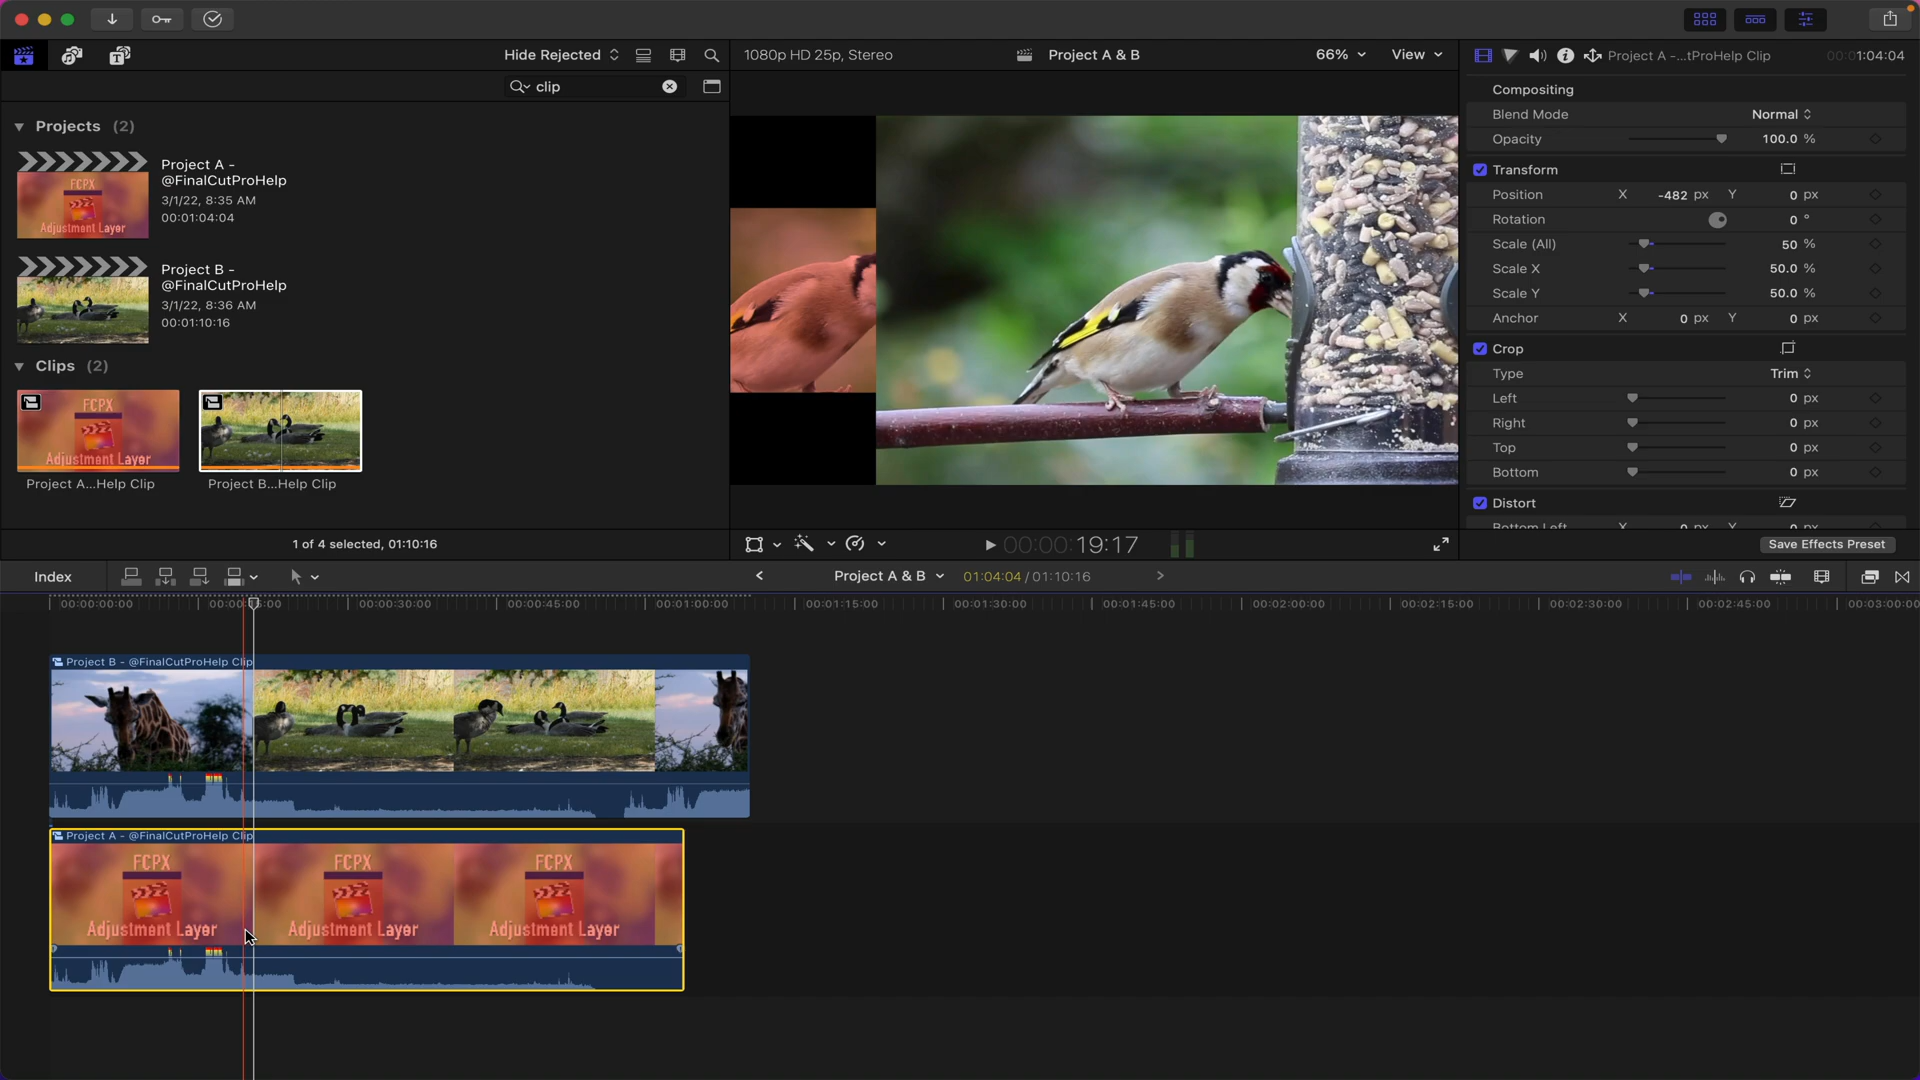 Hide Rejected
1080p HD 25p, Stereo
Project A & B
66%
View
Project A -...tProHelp Clip
00:01:04:04
clip
Projects (2)
Project A -
@FinalCutProHelp
3/1/22, 8:35 AM
00:01:04:04
FCPX
Adjustment Layer
Project B -
@FinalCutProHelp
3/1/22, 8:36 AM
00:01:10:16
Clips (2)
FCPX
Adjustment Layer
Project A...Help Clip
Project B...Help Clip
1 of 4 selected, 01:10:16
00:00:00:19:17
Compositing
Blend Mode Normal
Opacity 100.0 %
Transform
Position X -482 px Y 0 px
Rotation 0 °
Scale (All) 50 %
Scale X 50.0 %
Scale Y 50.0 %
Anchor X 0 px Y 0 px
Crop
Type Trim
Left 0 px
Right 0 px
Top 0 px
Bottom 0 px
Distort
Bottom Left X 0 px Y 0 px
Save Effects Preset
Index
Project A & B
01:04:04 / 01:10:16
00:00:00:00
00:00:30:00
00:00:45:00
00:01:00:00
00:01:15:00
00:01:30:00
00:01:45:00
00:02:00:00
00:02:15:00
00:02:30:00
00:02:45:00
00:03:00:00
Project B - @FinalCutProHelp Clip
Project A - @FinalCutProHelp Clip
FCPX
Adjustment Layer
FCPX
Adjustment Layer
FCPX
Adjustment Layer